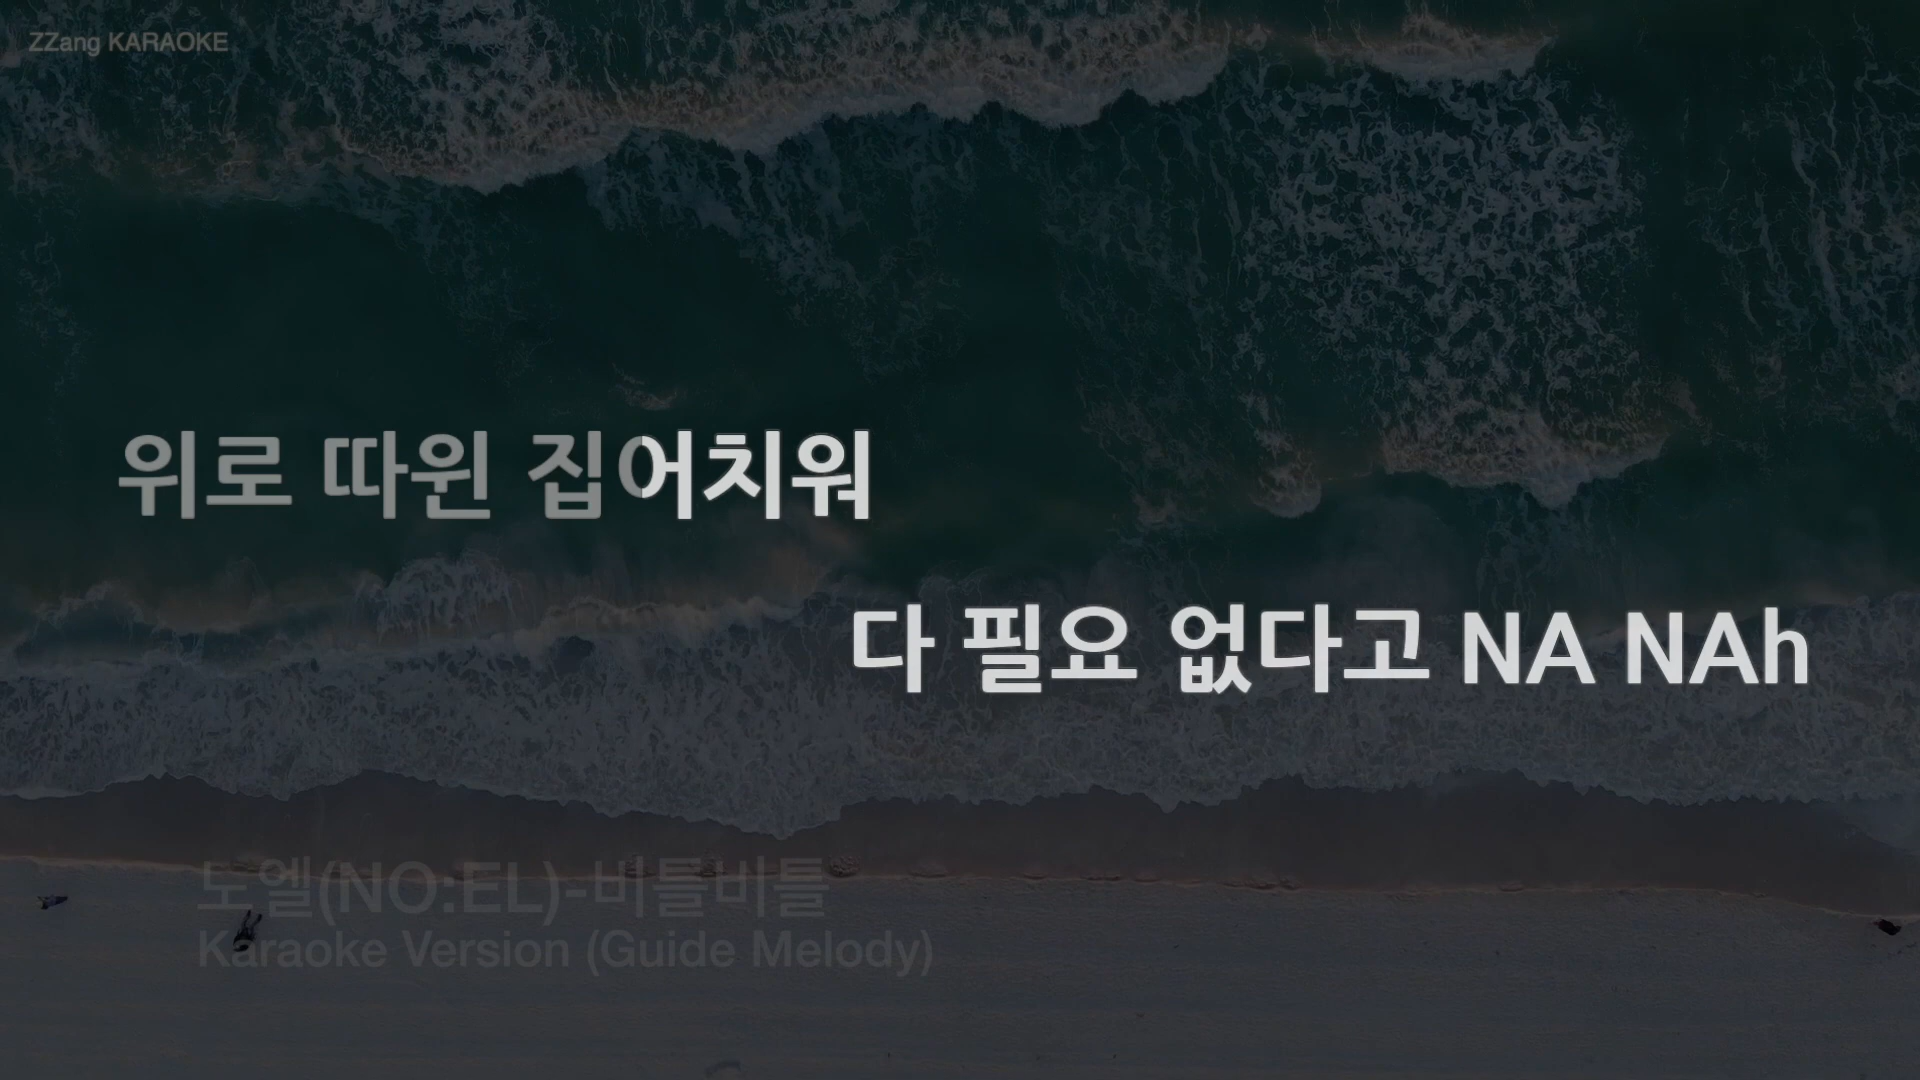 ZZang KARAOKE
위로 따윈 집어치워
다 필요 없다고 NA NAh
노엘(NO:EL)-비틀비틀
Karaoke Version (Guide Melody)